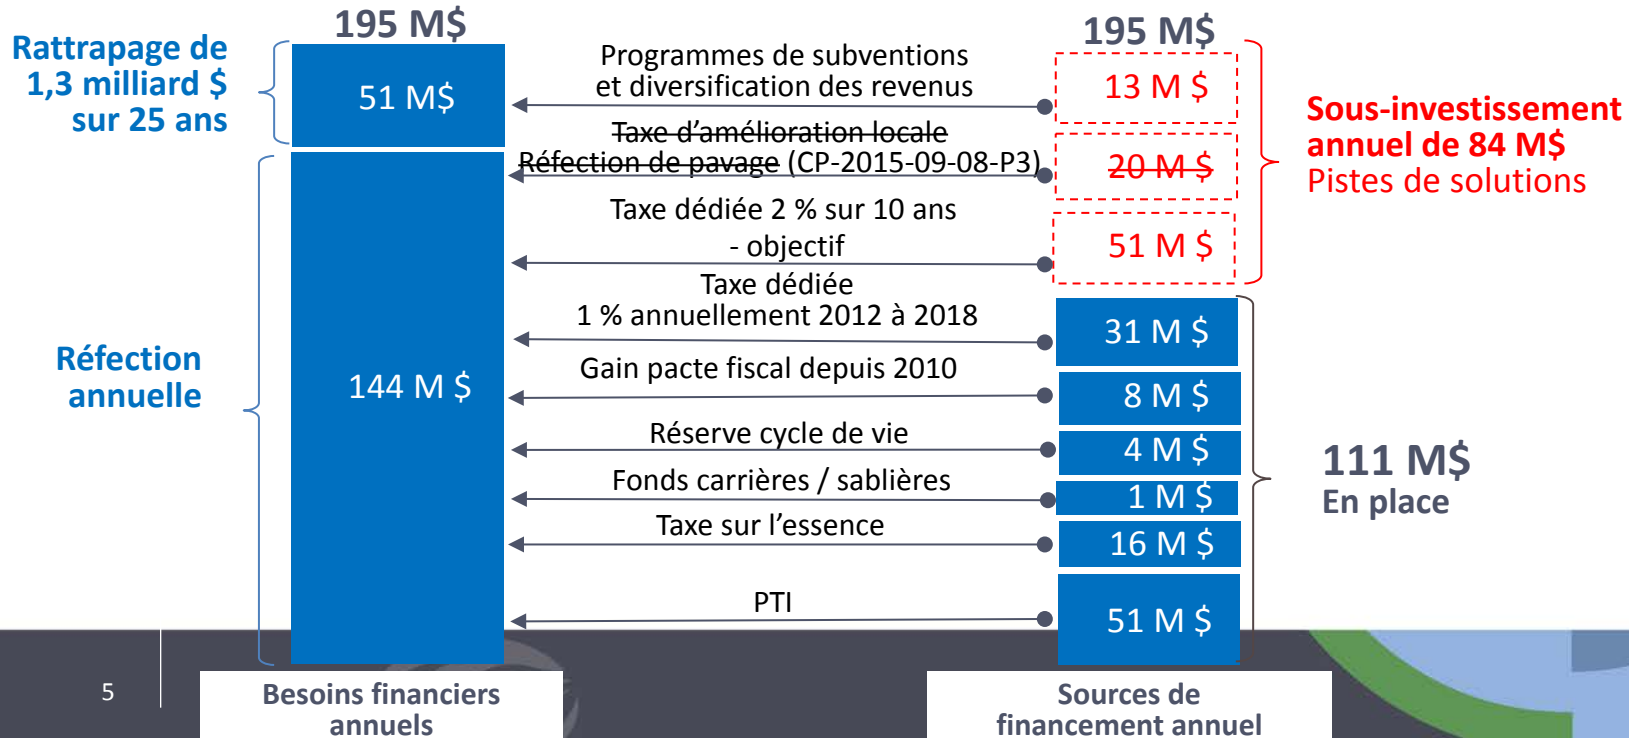 195 M$
Rattrapage de
1,3 milliard $
sur 25 ans
51 M$
Réfection
annuelle
144 M $
Besoins financiers
annuels
Programmes de subventions
et diversification des revenus
Taxe d’amélioration locale
Réfection de pavage (CP-2015-09-08-P3)
Taxe dédiée 2 % sur 10 ans
- objectif
Taxe dédiée
1 % annuellement 2012 à 2018
Gain pacte fiscal depuis 2010
Réserve cycle de vie
Fonds carrières / sablières
Taxe sur l’essence
PTI
195 M$
13 M $
20 M $
51 M $
31 M $
8 M $
4 M $
1 M $
16 M $
51 M $
Sources de
financement annuel
Sous-investissement
annuel de 84 M$
Pistes de solutions
111 M$
En place
5